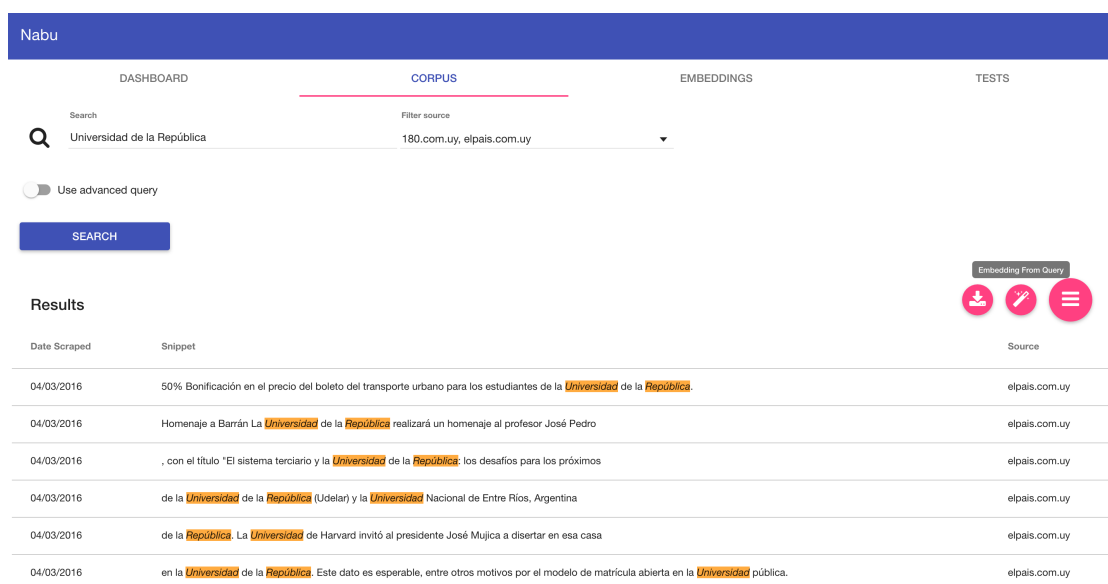 Nabu
DASHBOARD CORPUS EMBEDDINGS TESTS
Search Filter source
Universidad de la República 180.com.uy, elpais.com.uy
Use advanced query
SEARCH
Embedding From Query
Results
Date Scraped Snippet Source
04/03/2016 50% Bonificación en el precio del boleto del transporte urbano para los estudiantes de la Universidad de la República. elpais.com.uy
04/03/2016 Homenaje a Barrán La Universidad de la República realizará un homenaje al profesor José Pedro elpais.com.uy
04/03/2016 , con el título "El sistema terciario y la Universidad de la República: los desafíos para los próximos elpais.com.uy
04/03/2016 de la Universidad de la República (Udelar) y la Universidad Nacional de Entre Ríos, Argentina elpais.com.uy
04/03/2016 de la República. La Universidad de Harvard invitó al presidente José Mujica a disertar en esa casa elpais.com.uy
04/03/2016 en la Universidad de la República. Este dato es esperable, entre otros motivos por el modelo de matrícula abierta en la Universidad pública. elpais.com.uy